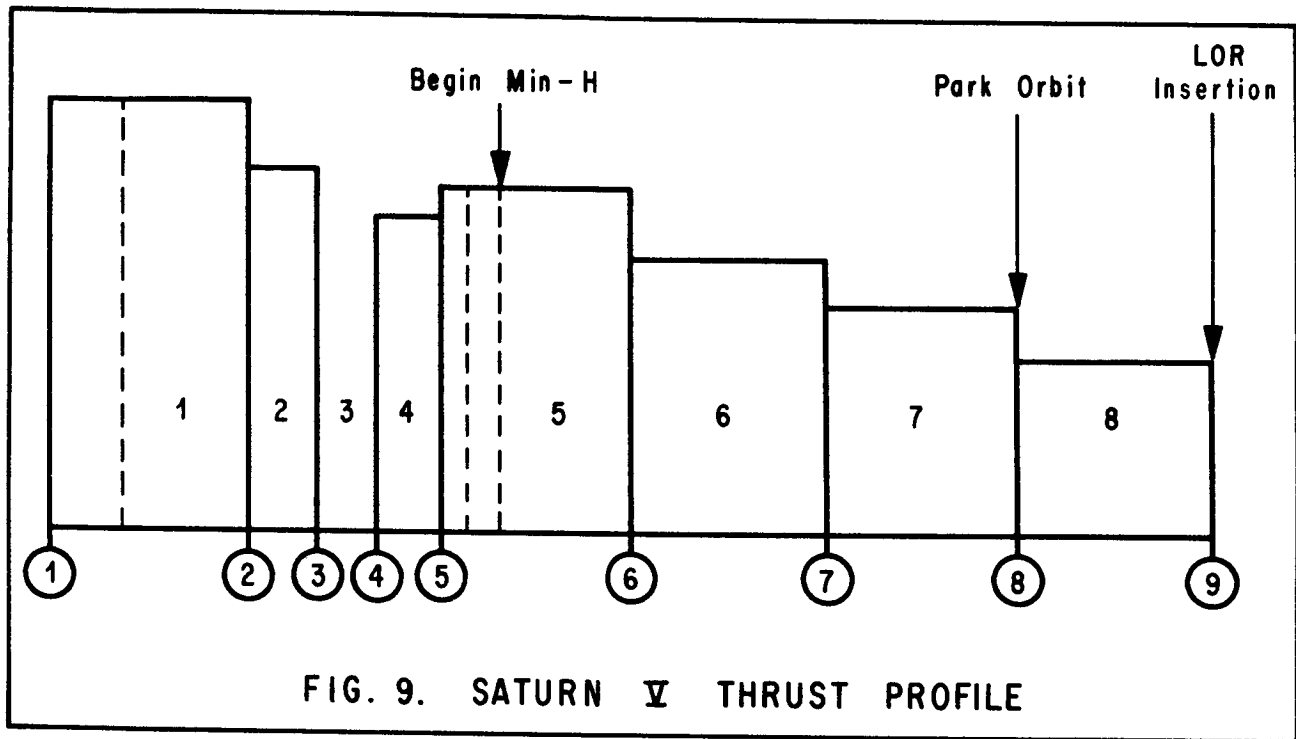 LOR
Begin Min-H
Park Orbit
Insertion
1 2 3 4 5 6 7 8
1 2 3 4 5 6 7 8 9
FIG. 9. SATURN V THRUST PROFILE